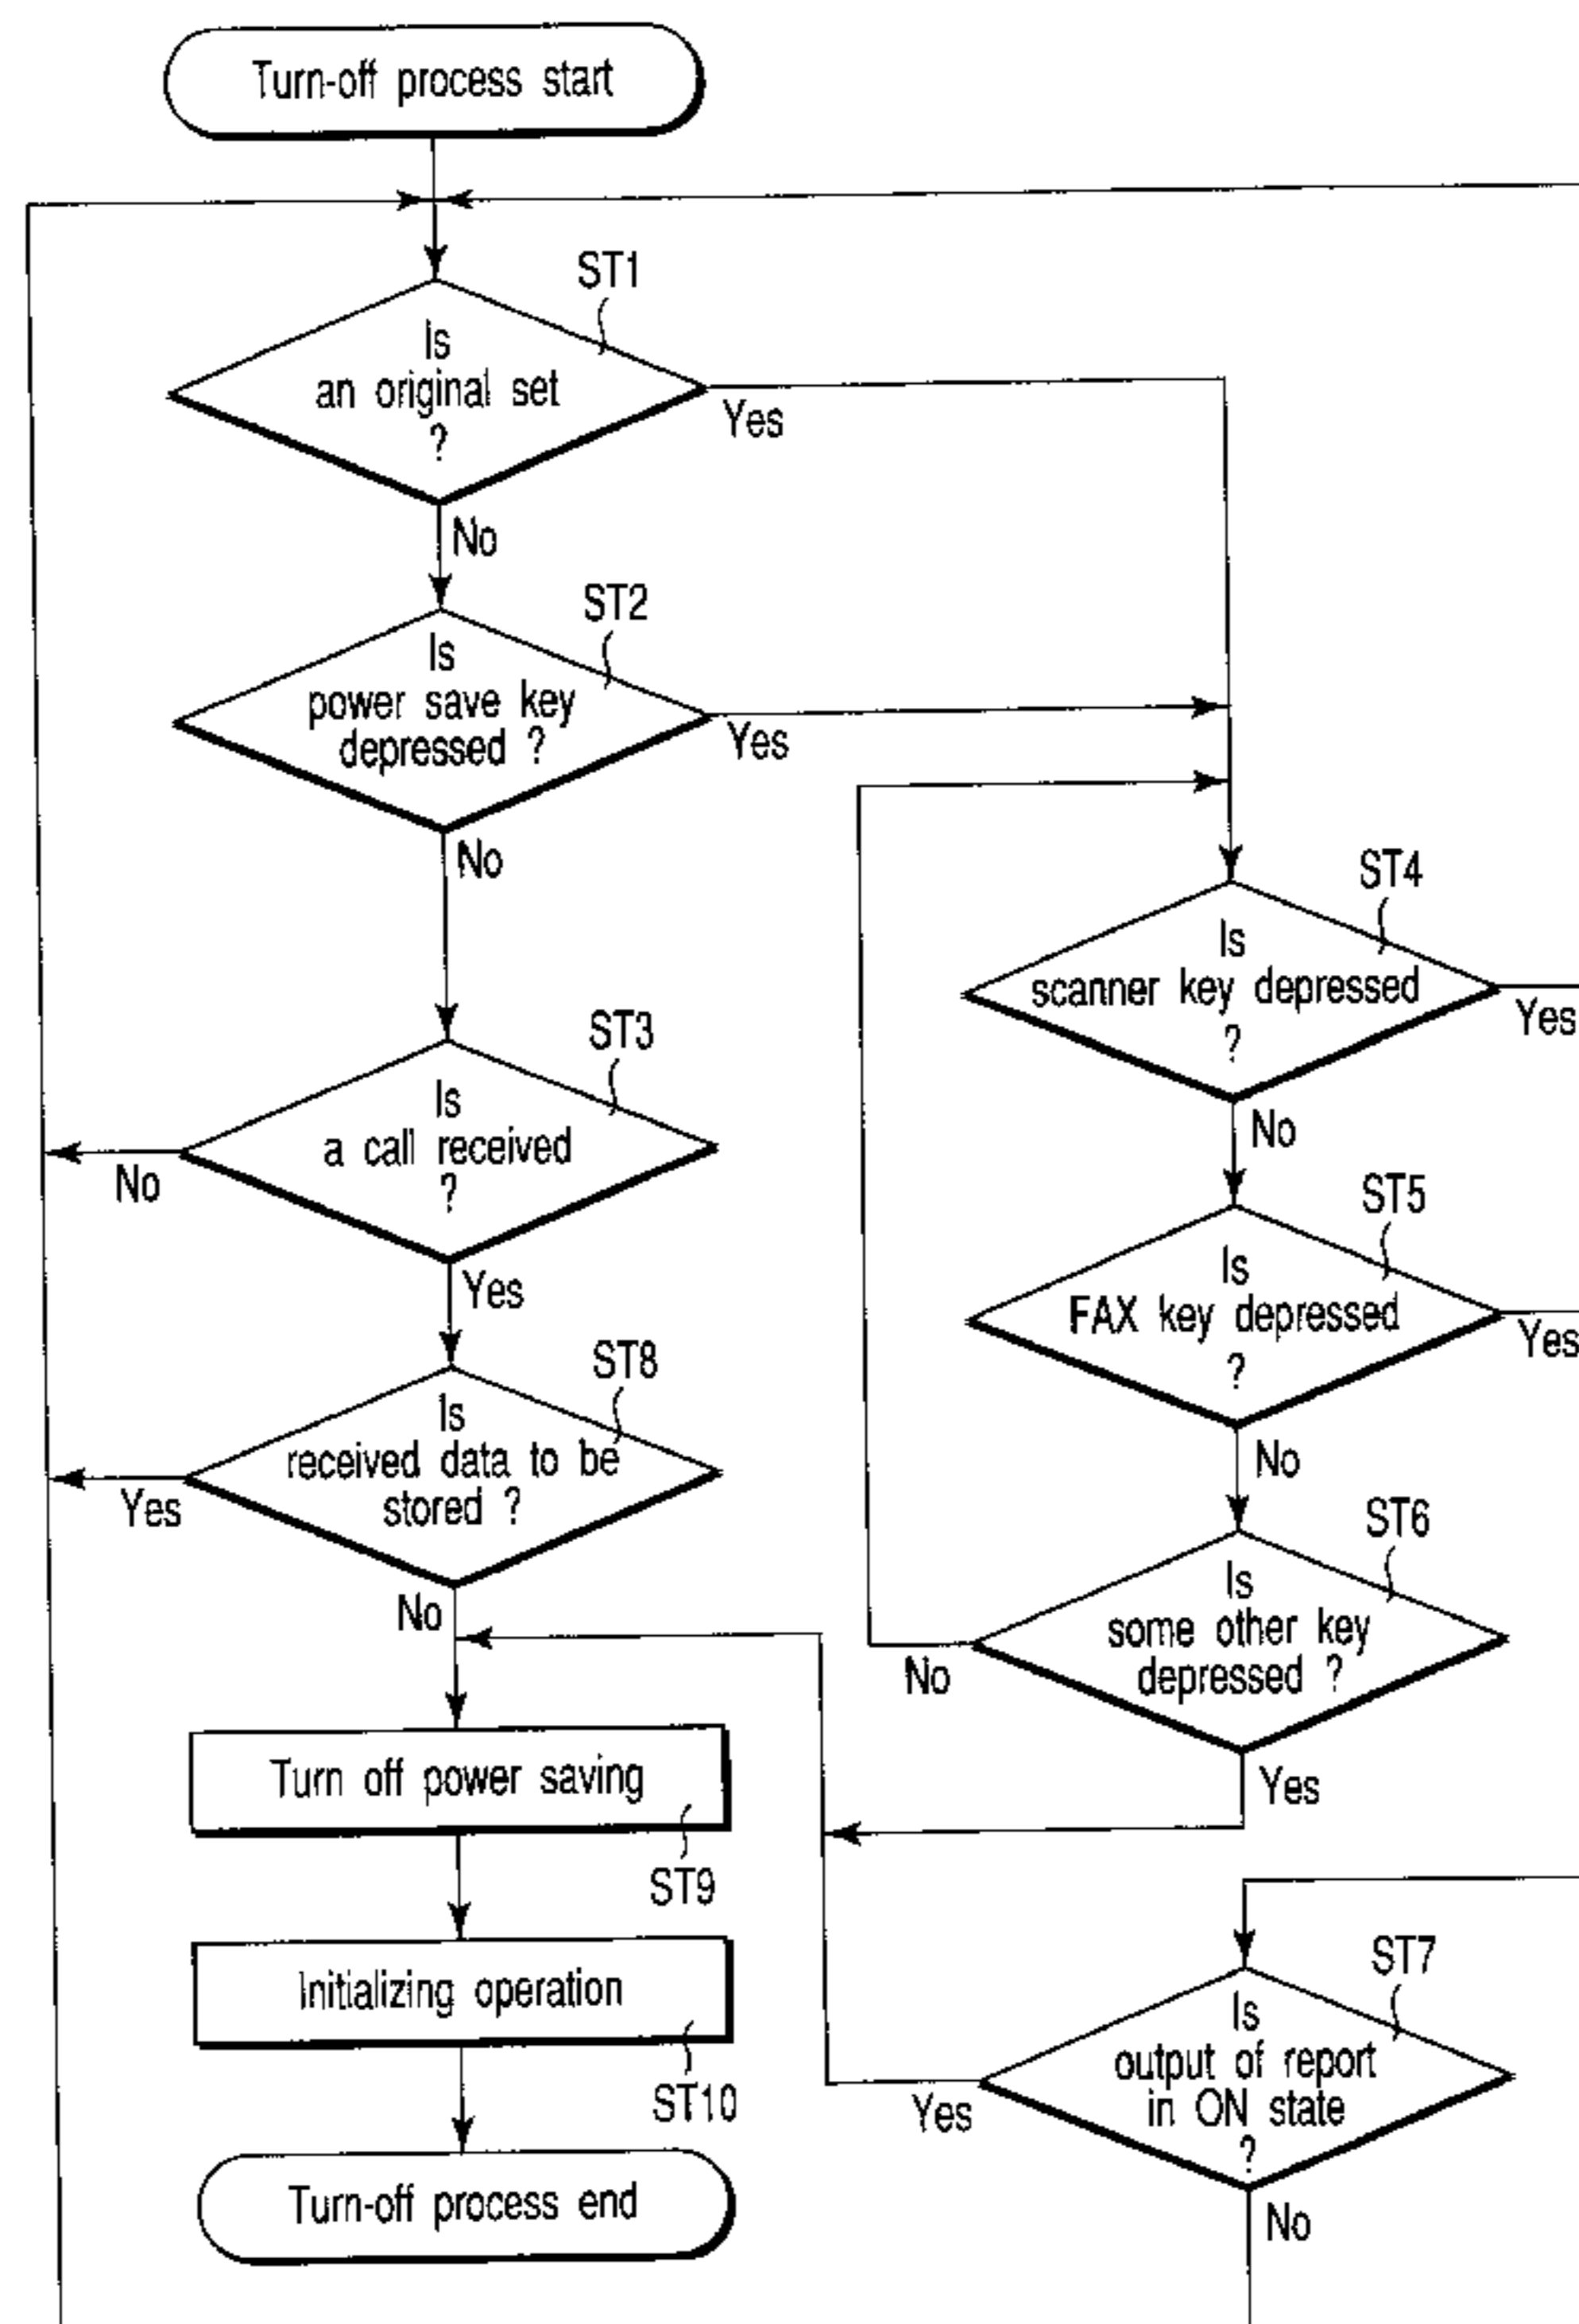 Turn-off process start
ST1
Is
an original set
?
Yes
No
ST2
Is
power save key
depressed ?
Yes
No
ST3
Is
a call received
?
No
Yes
ST8
Is
received data to be
stored ?
Yes
No
Turn off power saving
ST9
Initializing operation
ST10
Turn-off process end
ST4
Is
scanner key depressed
?
Yes
No
ST5
Is
FAX key depressed
?
Yes
No
ST6
Is
some other key
depressed ?
No
Yes
ST7
Is
output of report
in ON state
?
Yes
No